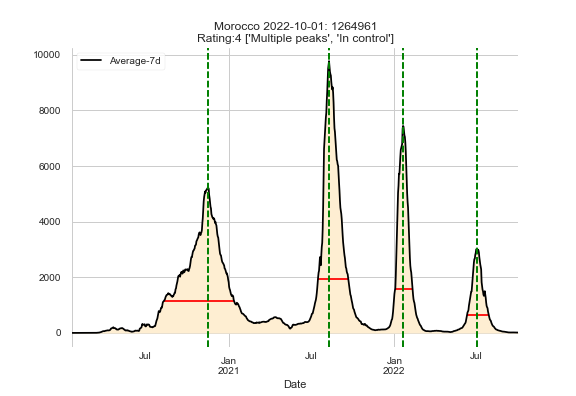 Morocco 2022-10-01: 1264961
Rating:4 ['Multiple peaks', 'In control']
Average-7d
10000
8000
6000
4000
2000
0
Jul
Jan
2021
Jul
Jan
2022
Jul
Date